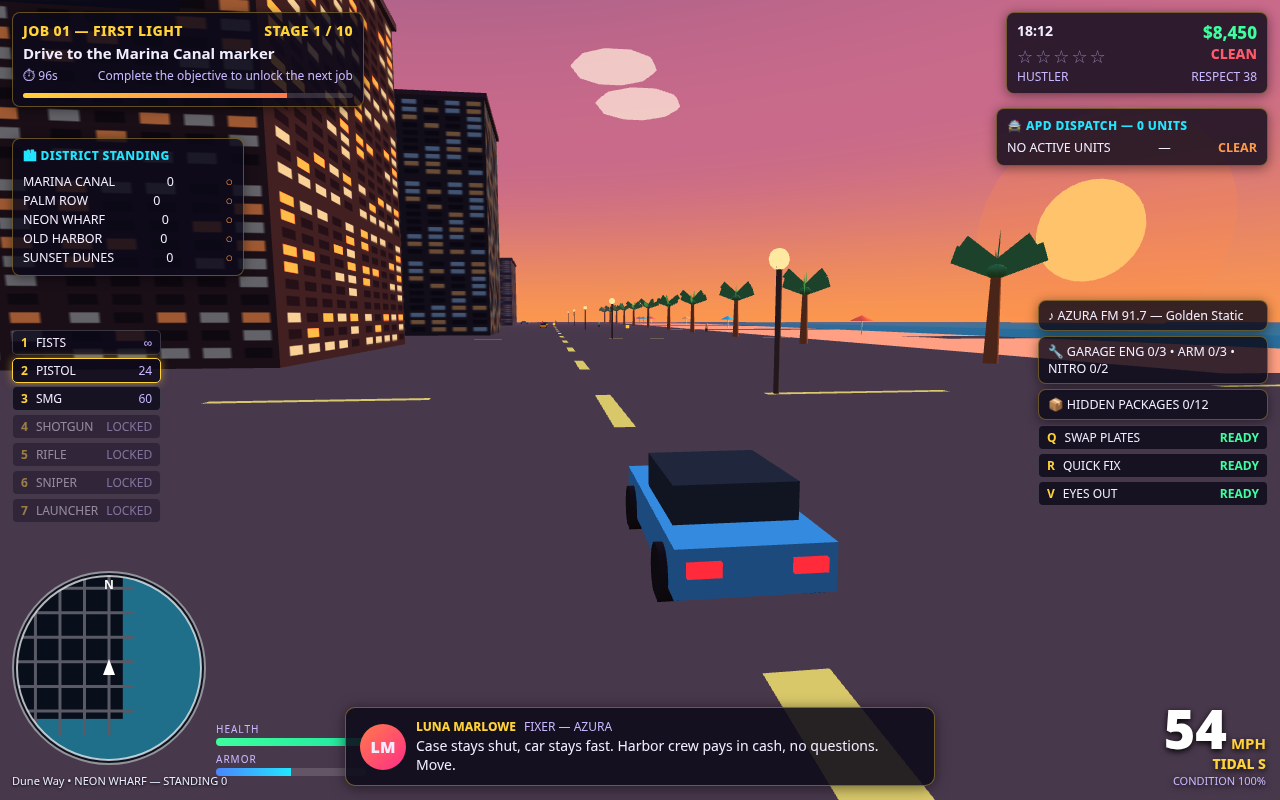 JOB 01 — FIRST LIGHT STAGE 1 / 10
Drive to the Marina Canal marker
⏱ 96s Complete the objective to unlock the next job
18:12 $8,450
☆☆☆☆☆ CLEAN
HUSTLER RESPECT 38
🚔 APD DISPATCH — 0 UNITS
NO ACTIVE UNITS — CLEAR
🏙 DISTRICT STANDING
MARINA CANAL 0 ○
PALM ROW 0 ○
NEON WHARF 0 ○
OLD HARBOR 0 ○
SUNSET DUNES 0 ○
♪ AZURA FM 91.7 — Golden Static
🔧 GARAGE ENG 0/3 • ARM 0/3 •
NITRO 0/2
📦 HIDDEN PACKAGES 0/12
Q SWAP PLATES READY
R QUICK FIX READY
V EYES OUT READY
1 FISTS ∞
2 PISTOL 24
3 SMG 60
4 SHOTGUN LOCKED
5 RIFLE LOCKED
6 SNIPER LOCKED
7 LAUNCHER LOCKED
N
HEALTH
ARMOR
Dune Way • NEON WHARF — STANDING 0
LM
LUNA MARLOWE FIXER — AZURA
Case stays shut, car stays fast. Harbor crew pays in cash, no questions.
Move.
54 MPH
TIDAL S
CONDITION 100%